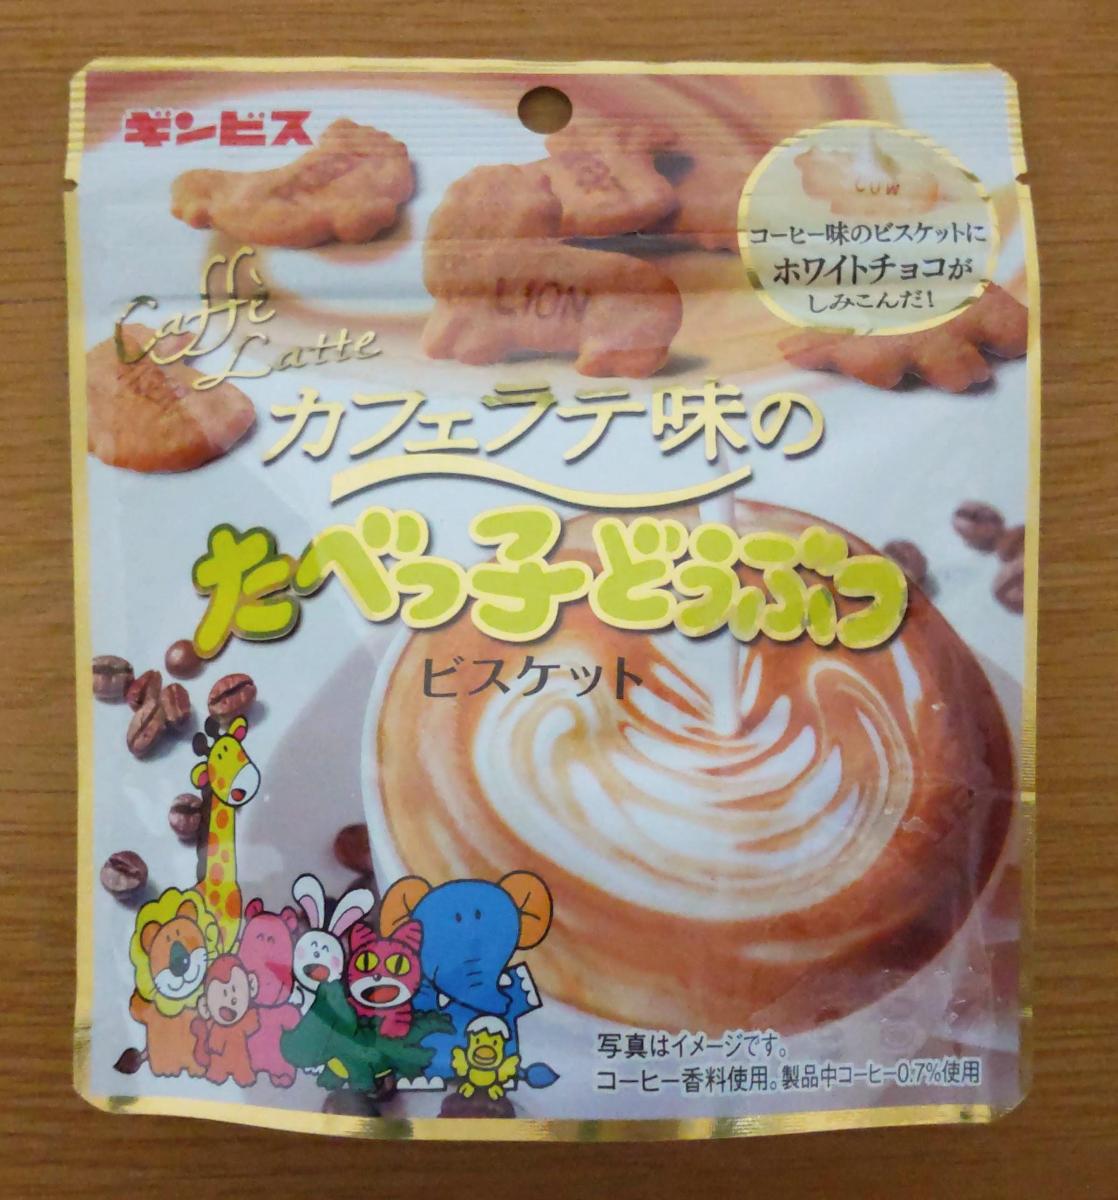 ギンビス
COW
コーヒー味のビスケットに
ホワイトチョコが
しみこんだ!
LION
Caffè
Latte
カフェラテ味の
たべっ子どうぶつ
ビスケット
写真はイメージです。
コーヒー香料使用。製品中コーヒー0.7%使用